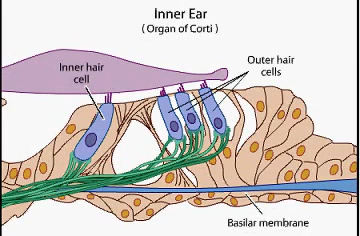 Inner Ear
( Organ of Corti )
Inner hair
cell
Outer hair
cells
Basilar membrane